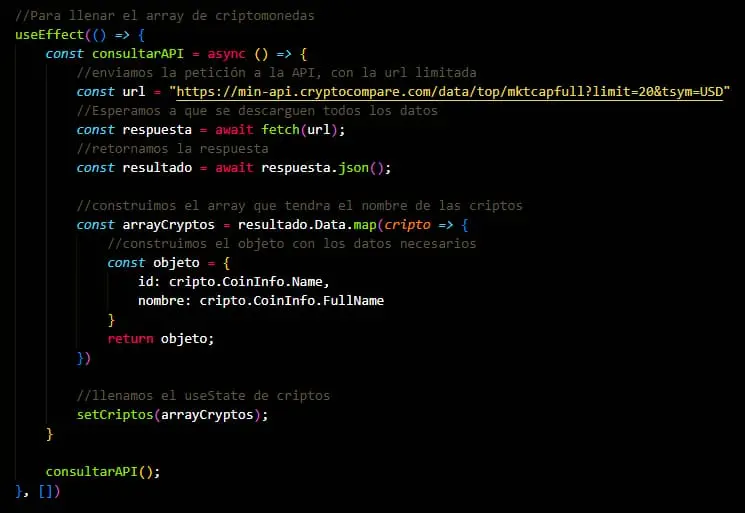 //Para llenar el array de criptomonedas
useEffect(() => {
    const consultarAPI = async () => {
        //enviamos la petición a la API, con la url limitada
        const url = "https://min-api.cryptocompare.com/data/top/mktcapfull?limit=20&tsym=USD"
        //Esperamos a que se descarguen todos los datos
        const respuesta = await fetch(url);
        //retornamos la respuesta
        const resultado = await respuesta.json();

        //construimos el array que tendra el nombre de las criptos
        const arrayCryptos = resultado.Data.map(cripto => {
            //construimos el objeto con los datos necesarios
            const objeto = {
                id: cripto.CoinInfo.Name,
                nombre: cripto.CoinInfo.FullName
            }
            return objeto;
        })

        //llenamos el useState de criptos
        setCriptos(arrayCryptos);
    }

    consultarAPI();
}, [])